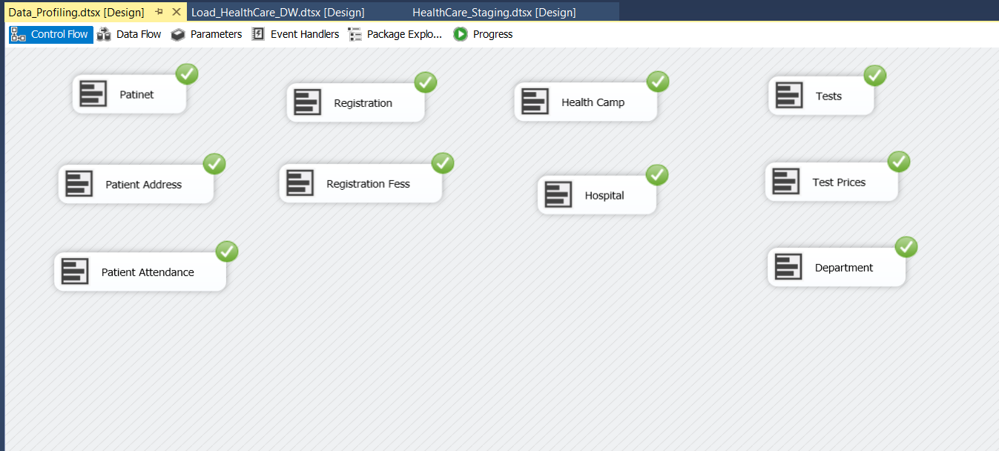 Data_Profiling.dtsx [Design] Load_HealthCare_DW.dtsx [Design] HealthCare_Staging.dtsx [Design]
Control Flow Data Flow Parameters Event Handlers Package Explo... Progress
Patinet Registration Health Camp Tests
Patient Address Registration Fess Hospital Test Prices
Patient Attendance Department